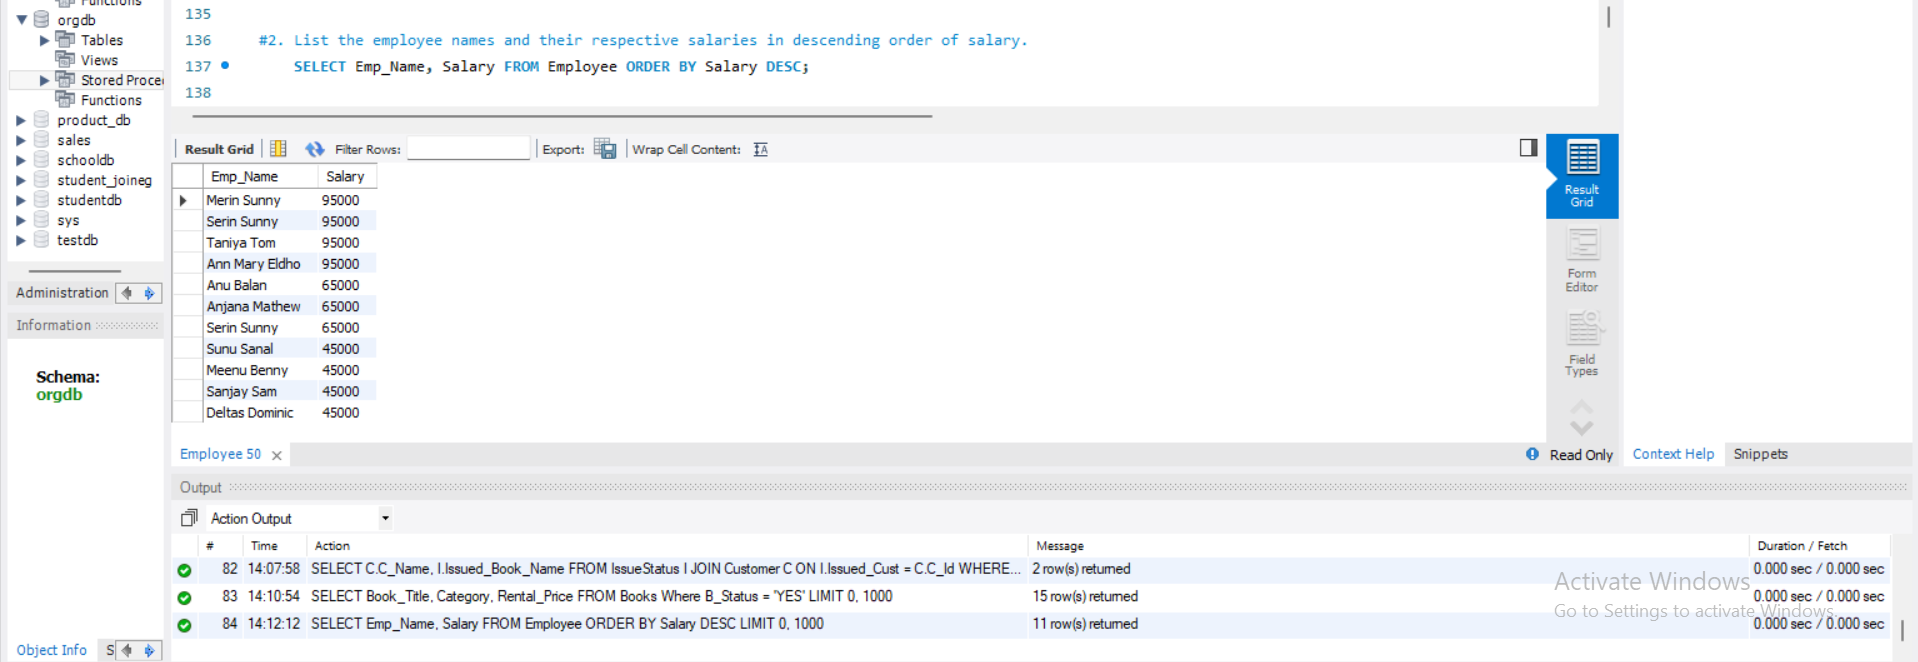 Functions
orgdb
Tables
Views
Stored Proce
Functions
product_db
sales
schooldb
student_joineg
studentdb
sys
testdb
Administration
Information
Schema:
orgdb
Object Info S
135
136 #2. List the employee names and their respective salaries in descending order of salary.
137 SELECT Emp_Name, Salary FROM Employee ORDER BY Salary DESC;
138
Result Grid Filter Rows: Export: Wrap Cell Content:
Emp_Name Salary
Merin Sunny 95000
Serin Sunny 95000
Taniya Tom 95000
Ann Mary Eldho 95000
Anu Balan 65000
Anjana Mathew 65000
Serin Sunny 65000
Sunu Sanal 45000
Meenu Benny 45000
Sanjay Sam 45000
Deltas Dominic 45000
Result
Grid
Form
Editor
Field
Types
Employee 50
Read Only
Context Help Snippets
Output
Action Output
# Time Action Message Duration / Fetch
82 14:07:58 SELECT C.C_Name, I.Issued_Book_Name FROM IssueStatus I JOIN Customer C ON I.Issued_Cust = C.C_Id WHERE... 2 row(s) returned 0.000 sec / 0.000 sec
83 14:10:54 SELECT Book_Title, Category, Rental_Price FROM Books Where B_Status = 'YES' LIMIT 0, 1000 15 row(s) returned 0.000 sec / 0.000 sec
84 14:12:12 SELECT Emp_Name, Salary FROM Employee ORDER BY Salary DESC LIMIT 0, 1000 11 row(s) returned 0.000 sec / 0.000 sec
Activate Windows
Go to Settings to activate Windows.